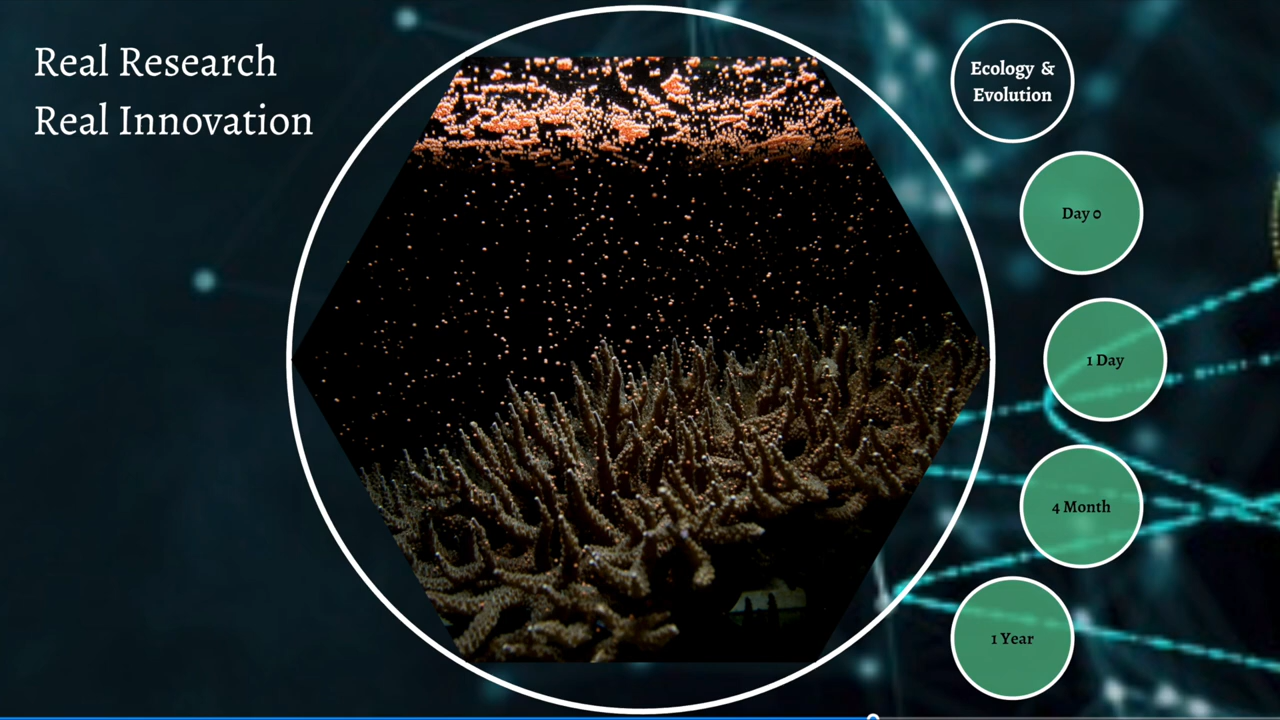 Real Research
Real Innovation
Ecology &
Evolution
Day 0
1 Day
4 Month
1 Year